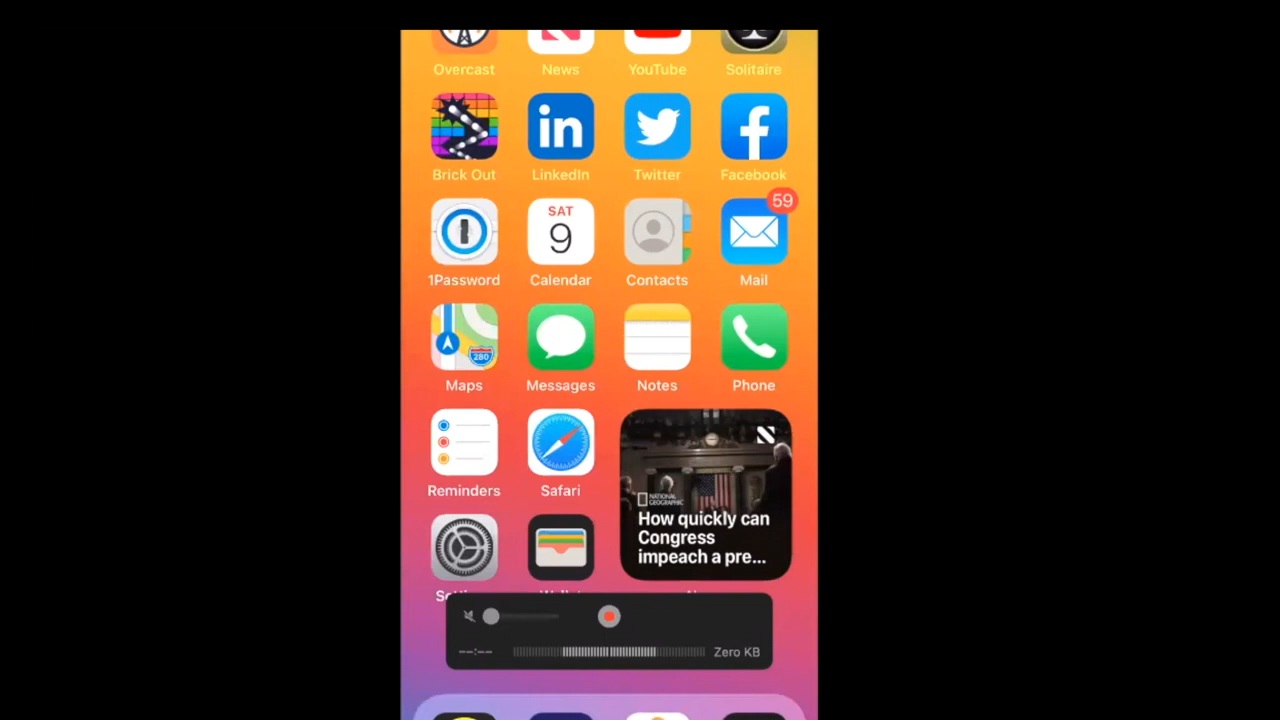 Overcast News YouTube Solitaire
in
Brick Out LinkedIn Twitter Facebook
SAT
9
59
1Password Calendar Contacts Mail
280
Maps Messages Notes Phone
Reminders Safari
NATIONAL
GEOGRAPHIC
How quickly can
Congress
impeach a pre...
--:--
Zero KB